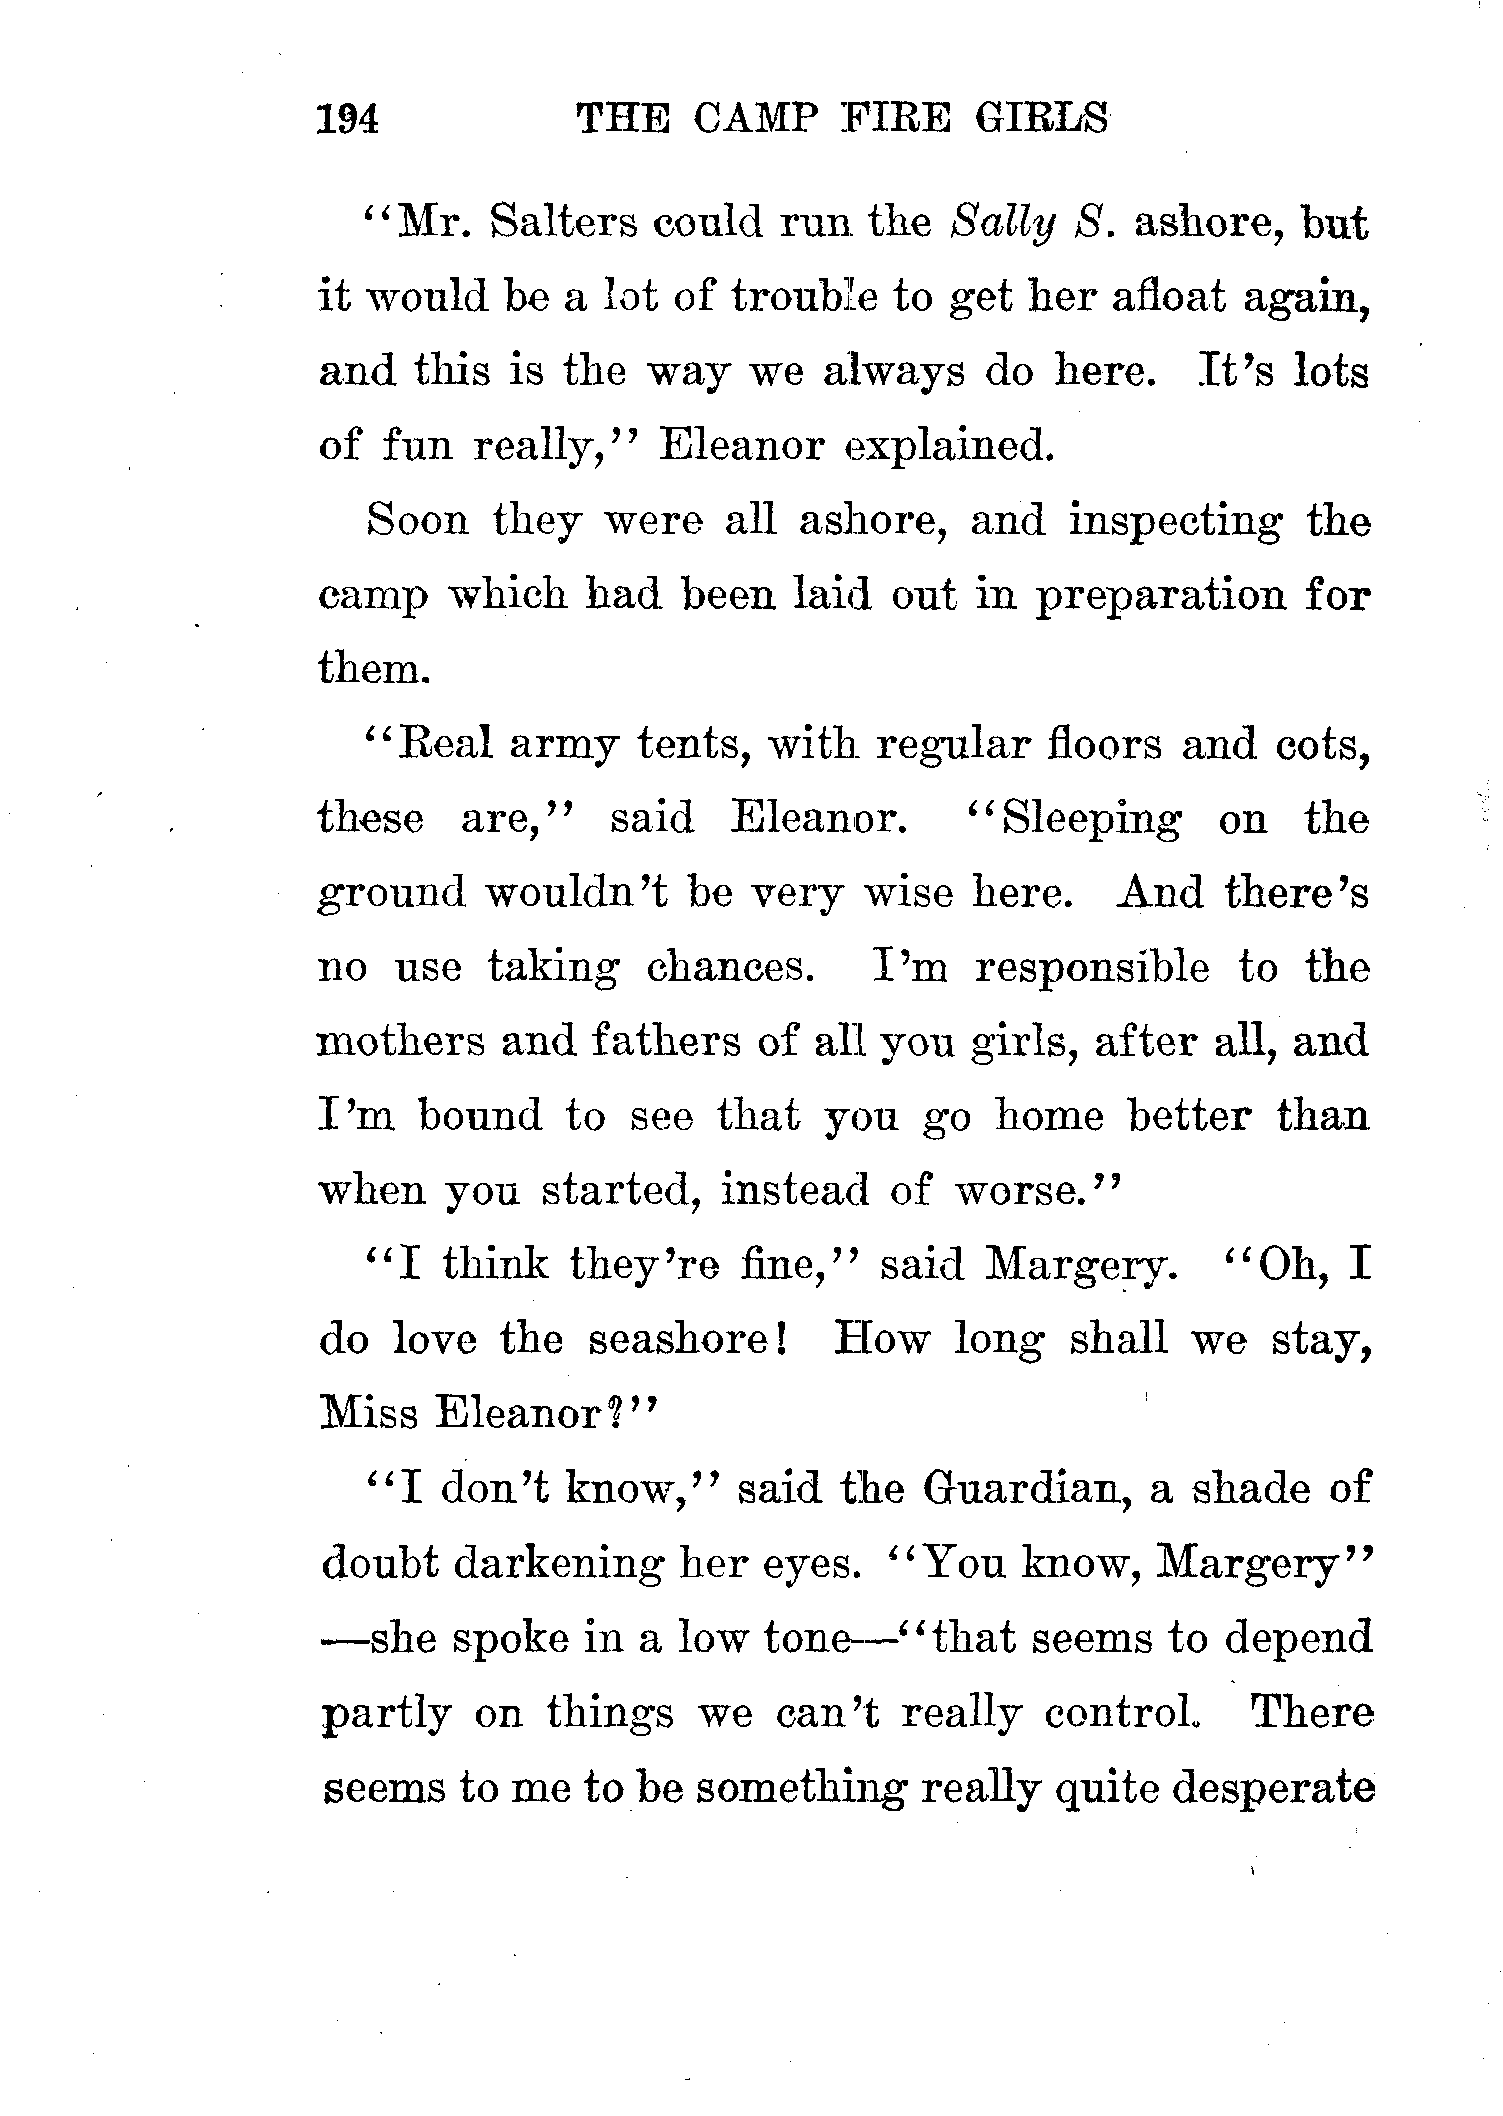 194 THE CAMP FIRE GIRLS
“Mr. Salters could run the Sally S. ashore, but
it would be a lot of trouble to get her afloat again,
and this is the way we always do here. It’s lots
of fun really,” Eleanor explained.
Soon they were all ashore, and inspecting the
camp which had been laid out in preparation for
them.
“Real army tents, with regular floors and cots,
these are,” said Eleanor. “Sleeping on the
ground wouldn’t be very wise here. And there’s
no use taking chances. I’m responsible to the
mothers and fathers of all you girls, after all, and
I’m bound to see that you go home better than
when you started, instead of worse.”
“I think they’re fine,” said Margery. “Oh, I
do love the seashore! How long shall we stay,
Miss Eleanor?”
“I don’t know,” said the Guardian, a shade of
doubt darkening her eyes. “You know, Margery”
—she spoke in a low tone—“that seems to depend
partly on things we can’t really control. There
seems to me to be something really quite desperate